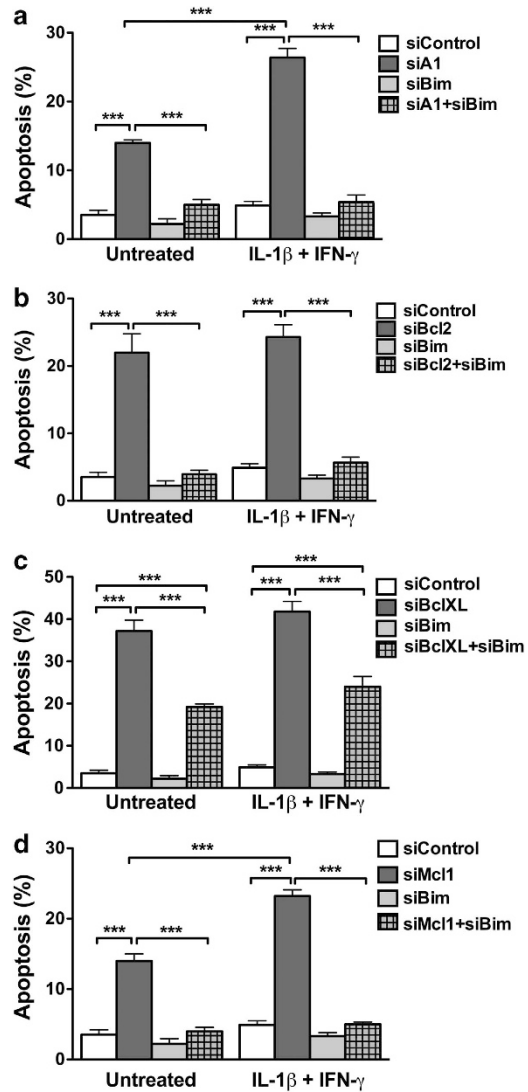 a
***
***
***
***
***
siControl
siA1
siBim
siA1+siBim
Apoptosis (%)
30
20
10
0
Untreated
IL-1β + IFN-γ
b
***
***
***
***
siControl
siBcl2
siBim
siBcl2+siBim
Apoptosis (%)
30
20
10
0
Untreated
IL-1β + IFN-γ
c
***
***
***
***
***
***
siControl
siBclXL
siBim
siBclXL+siBim
Apoptosis (%)
50
40
30
20
10
0
Untreated
IL-1β + IFN-γ
d
***
***
***
***
***
siControl
siMcl1
siBim
siMcl1+siBim
Apoptosis (%)
30
20
10
0
Untreated
IL-1β + IFN-γ